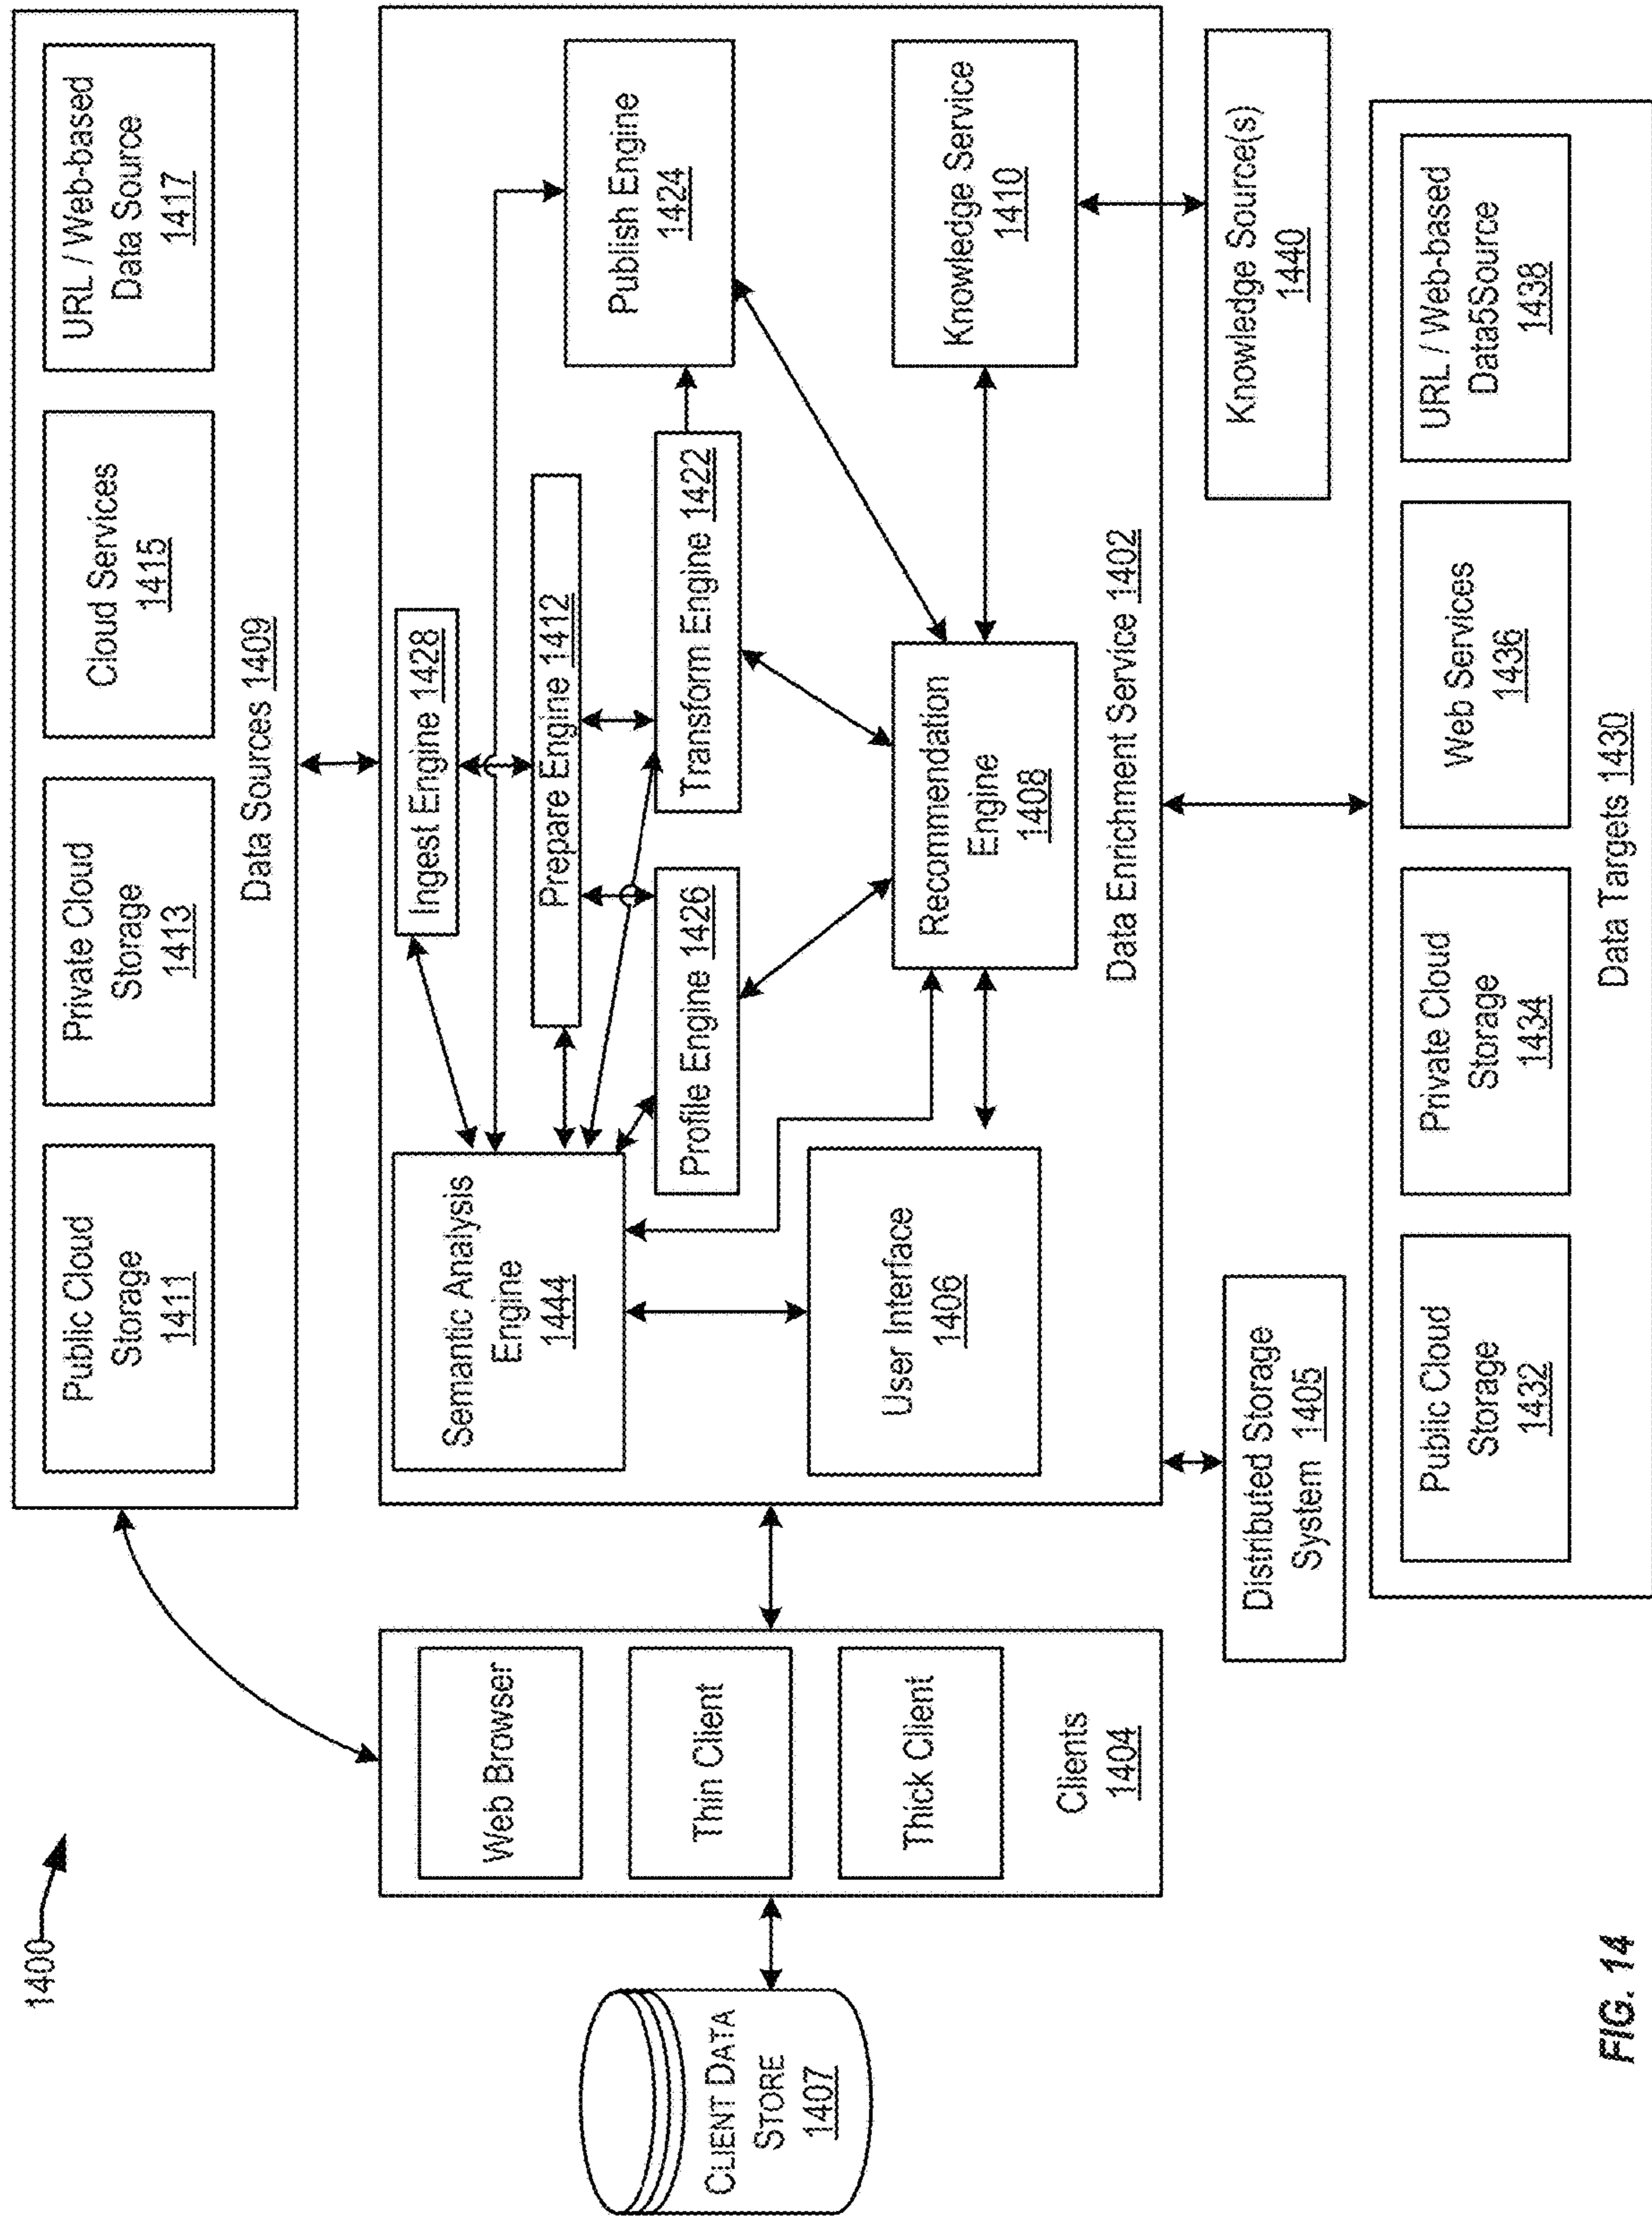 1400
Public Cloud
Storage
1411
Private Cloud
Storage
1413
Cloud Services
1415
URL / Web-based
Data Source
1417
Data Sources 1409
CLIENT DATA
STORE
1407
Web Browser
Thin Client
Thick Client
Clients
1404
Semantic Analysis
Engine
1444
User Interface
1406
Ingest Engine 1428
Prepare Engine 1412
Profile Engine 1426
Transform Engine 1422
Publish Engine
1424
Recommendation
Engine
1408
Knowledge Service
1410
Data Enrichment Service 1402
Distributed Storage
System 1405
Knowledge Source(s)
1440
Public Cloud
Storage
1432
Private Cloud
Storage
1434
Web Services
1436
URL / Web-based
Data5Source
1438
Data Targets 1430
FIG. 14